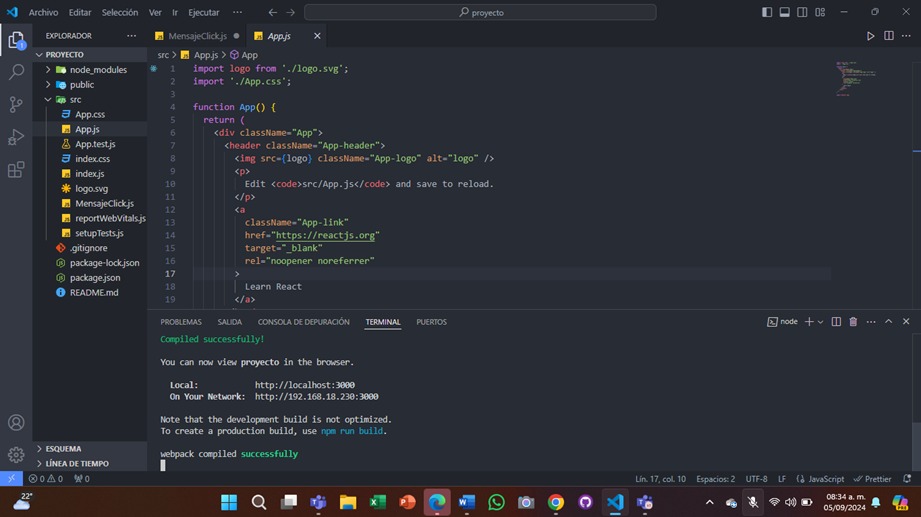 Archivo Editar Selección Ver Ir Ejecutar ··· proyecto
EXPLORADOR ···
PROYECTO
node_modules
public
src
App.css
App.js
App.test.js
index.css
index.js
logo.svg
MensajeClick.js
reportWebVitals.js
setupTests.js
.gitignore
package-lock.json
package.json
README.md
ESQUEMA
LÍNEA DE TIEMPO
MensajeClick.js App.js
src > App.js > App
1 import logo from './logo.svg';
2 import './App.css';
3
4 function App() {
5 return (
6 <div className="App">
7 <header className="App-header">
8 <img src={logo} className="App-logo" alt="logo" />
9 <p>
10 Edit <code>src/App.js</code> and save to reload.
11 </p>
12 <a
13 className="App-link"
14 href="https://reactjs.org"
15 target="_blank"
16 rel="noopener noreferrer"
17 >
18 Learn React
19 </a>
PROBLEMAS SALIDA CONSOLA DE DEPURACIÓN TERMINAL PUERTOS node
Compiled successfully!
You can now view proyecto in the browser.
Local: http://localhost:3000
On Your Network: http://192.168.18.230:3000
Note that the development build is not optimized.
To create a production build, use npm run build.
webpack compiled successfully
0 0 0 Lín. 17, col. 10 Espacios: 2 UTF-8 LF JavaScript Prettier
22° 08:34 a. m.
05/09/2024